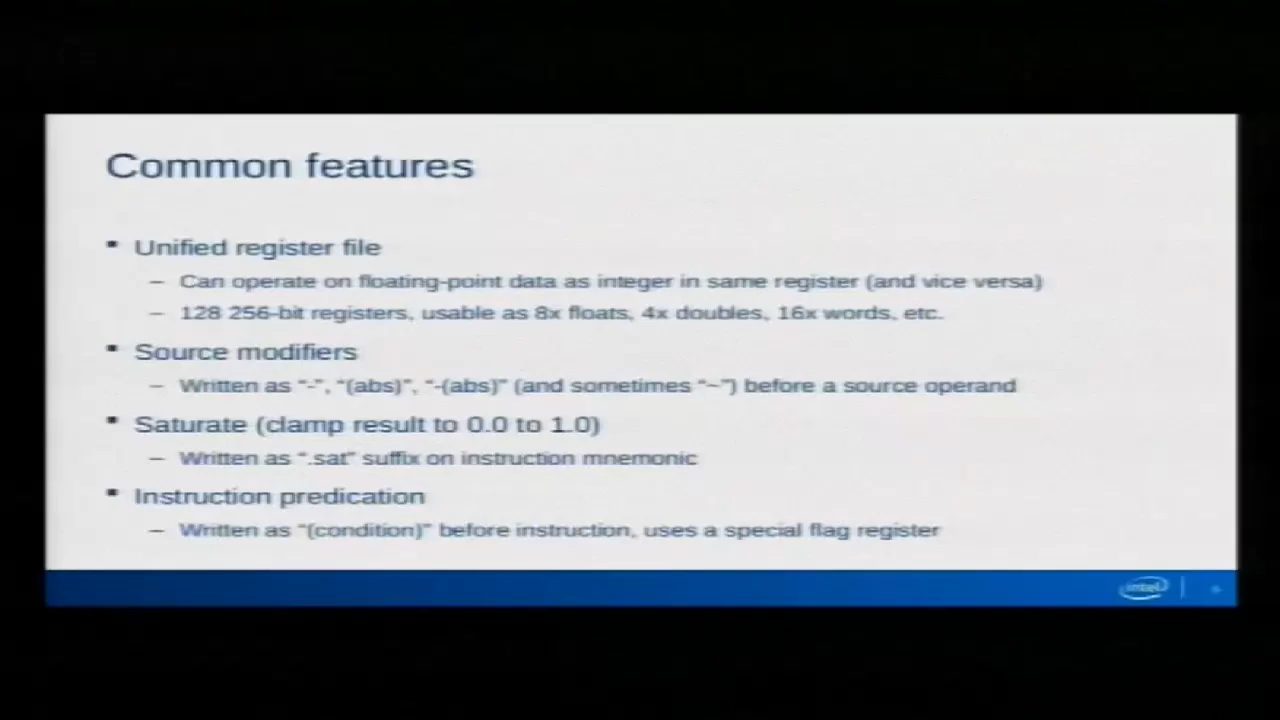 Common features
▪ Unified register file
– Can operate on floating-point data as integer in same register (and vice versa)
– 128 256-bit registers, usable as 8x floats, 4x doubles, 16x words, etc.
▪ Source modifiers
– Written as “-”, “(abs)”, “-(abs)” (and sometimes “~”) before a source operand
▪ Saturate (clamp result to 0.0 to 1.0)
– Written as “.sat” suffix on instruction mnemonic
▪ Instruction predication
– Written as “(condition)” before instruction, uses a special flag register
intel